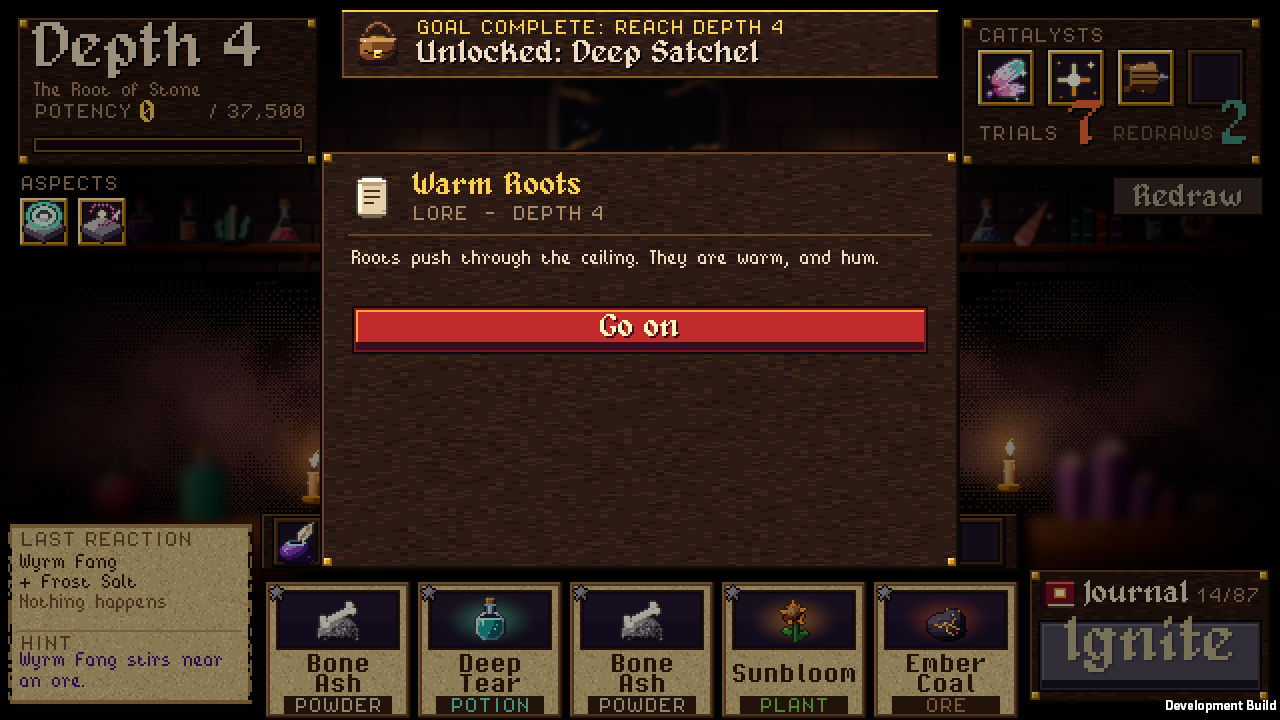 Depth 4
The Root of Stone
POTENCY 0 / 37,500
ASPECTS
GOAL COMPLETE: REACH DEPTH 4
Unlocked: Deep Satchel
CATALYSTS
TRIALS 7 REDRAWS 2
Redraw
Warm Roots
LORE - DEPTH 4
Roots push through the ceiling. They are warm, and hum.
Go on
LAST REACTION
Wyrm Fang
+ Frost Salt
Nothing happens
HINT
Wyrm Fang stirs near
an ore.
Bone
Ash
POWDER
Deep
Tear
POTION
Bone
Ash
POWDER
Sunbloom
PLANT
Ember
Coal
ORE
Journal 14/87
Ignite
Development Build